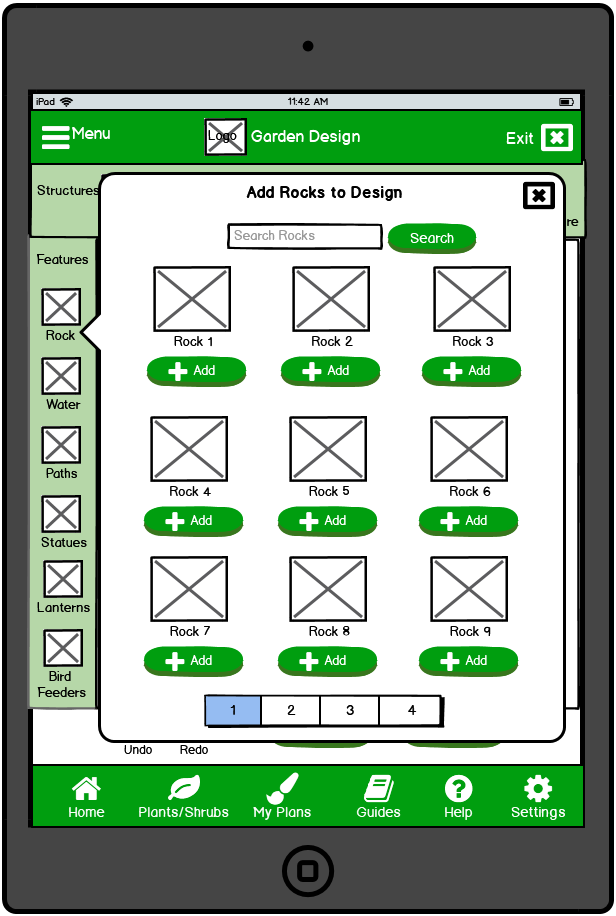 iPad
11:42 AM
Menu
Logo
Garden Design
Exit
Structures
re
Add Rocks to Design
Search Rocks
Search
Features
Rock
Water
Paths
Statues
Lanterns
Bird
Feeders
Rock 1
Rock 2
Rock 3
Add
Add
Add
Rock 4
Rock 5
Rock 6
Add
Add
Add
Rock 7
Rock 8
Rock 9
Add
Add
Add
1
2
3
4
Undo
Redo
Home
Plants/Shrubs
My Plans
Guides
Help
Settings